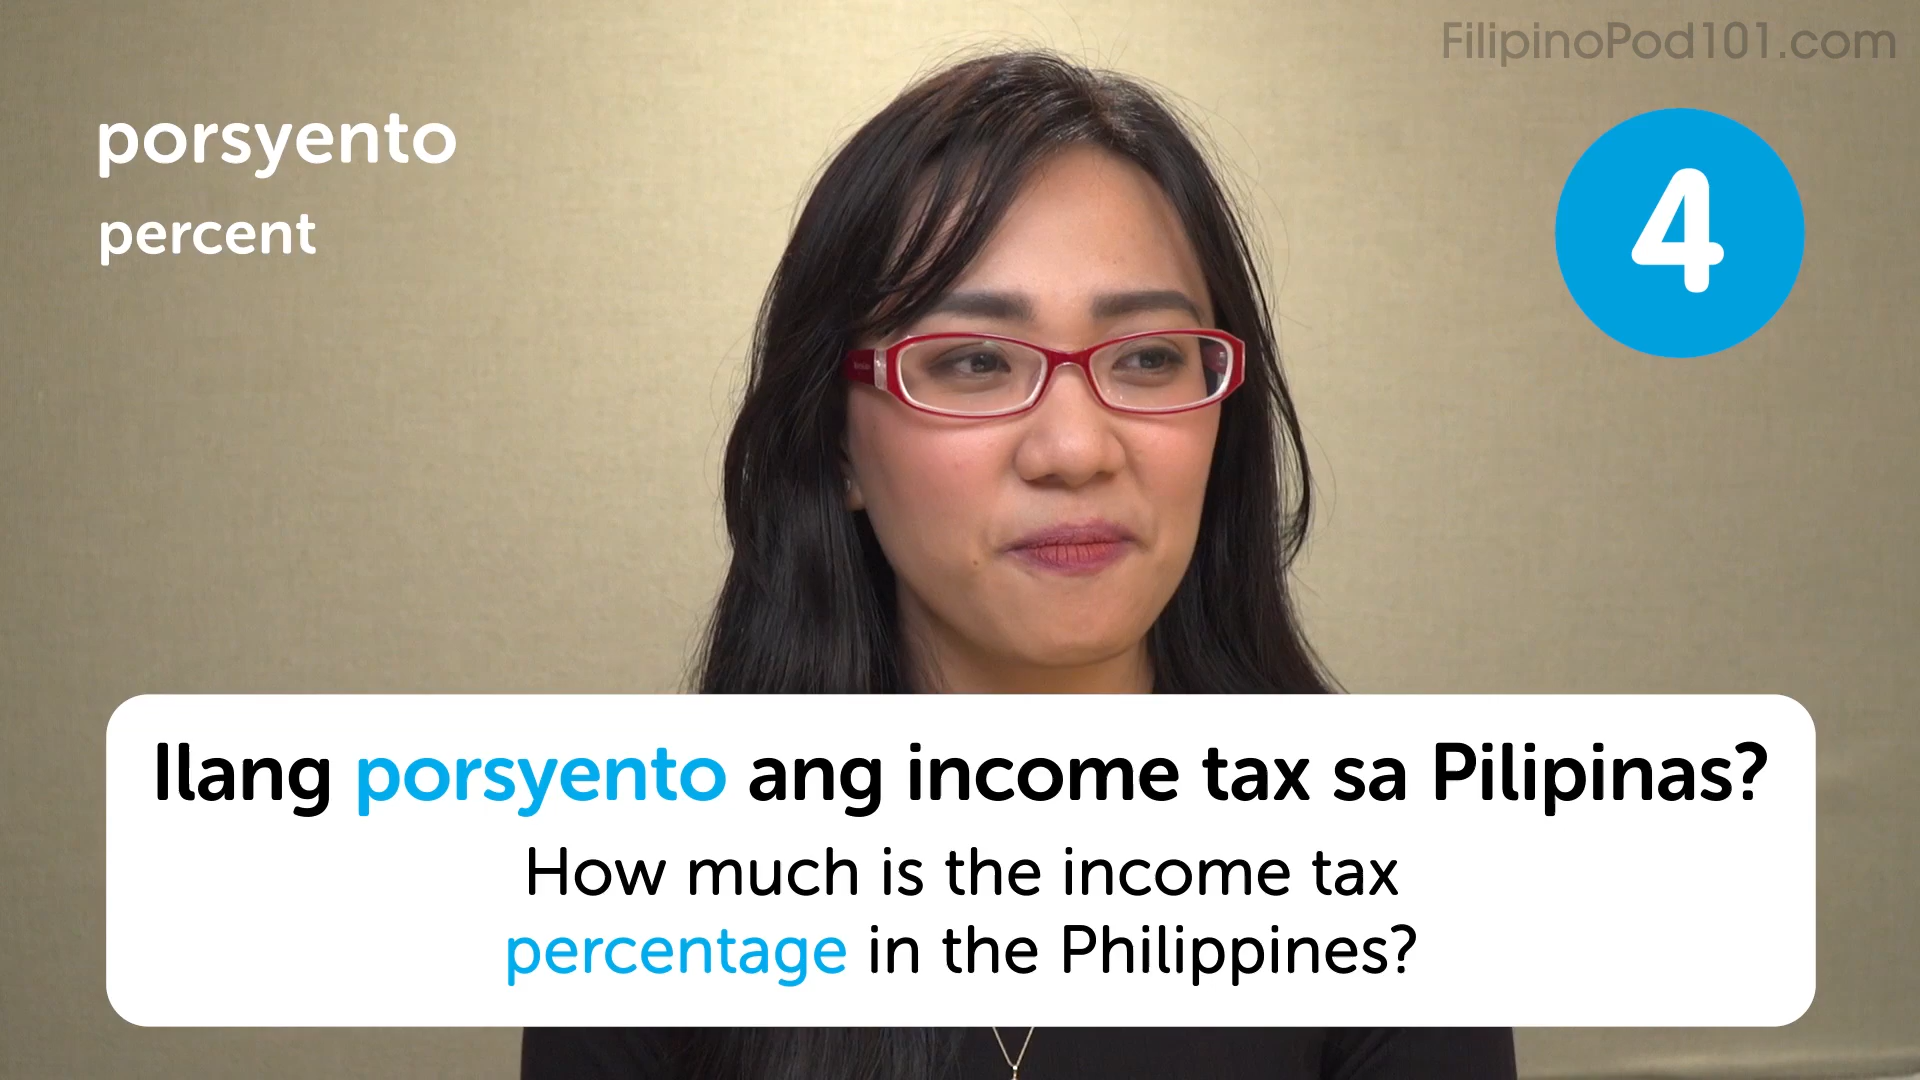 FilipinoPod101.com
porsyento
percent
4
Ilang porsyento ang income tax sa Pilipinas?
How much is the income tax
percentage in the Philippines?